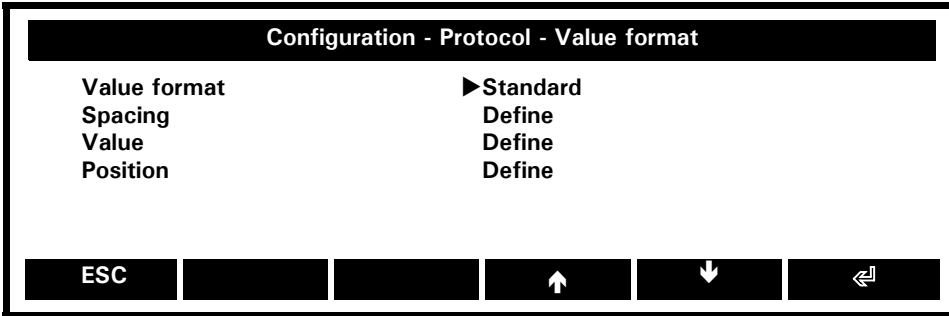 Configuration - Protocol - Value format
Value format ▶Standard
Spacing Define
Value Define
Position Define
ESC ↑ ↓ ⏎